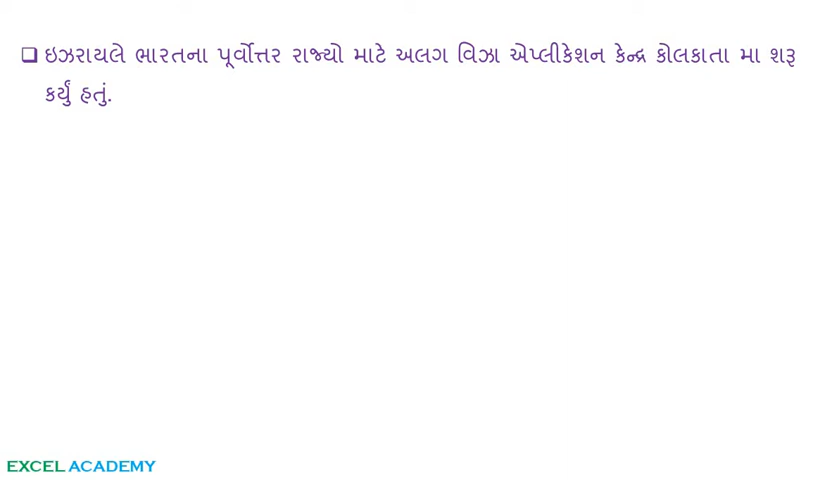 ❑ ઇઝરાયલે ભારતના પૂર્વોત્તર રાજ્યો માટે અલગ વિઝા એપ્લીકેશન કેન્દ્ર કોલકાતા મા શરૂ
કર્યું હતું.
EXCEL ACADEMY